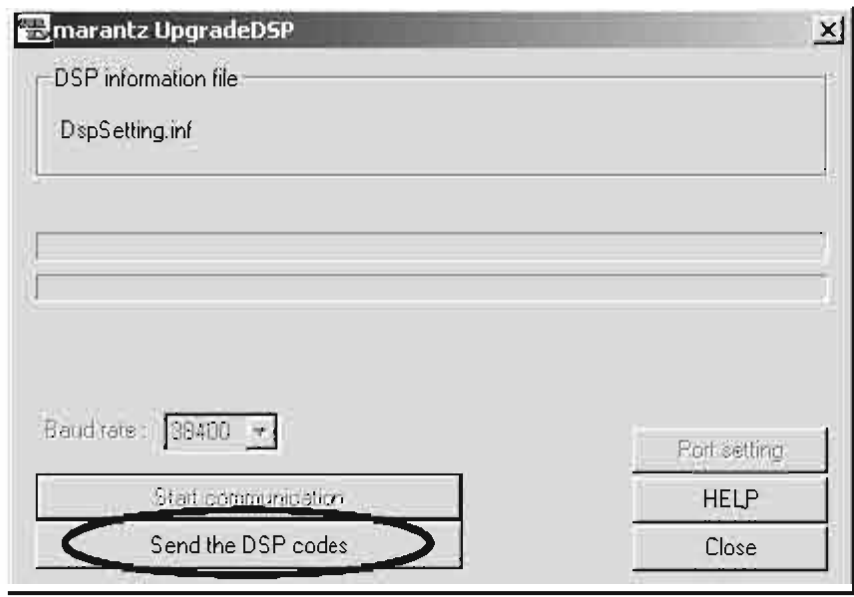 marantz UpgradeDSP
DSP information file
DspSetting.inf
Baud rate : 38400
Port setting
Start communication
HELP
Send the DSP codes
Close